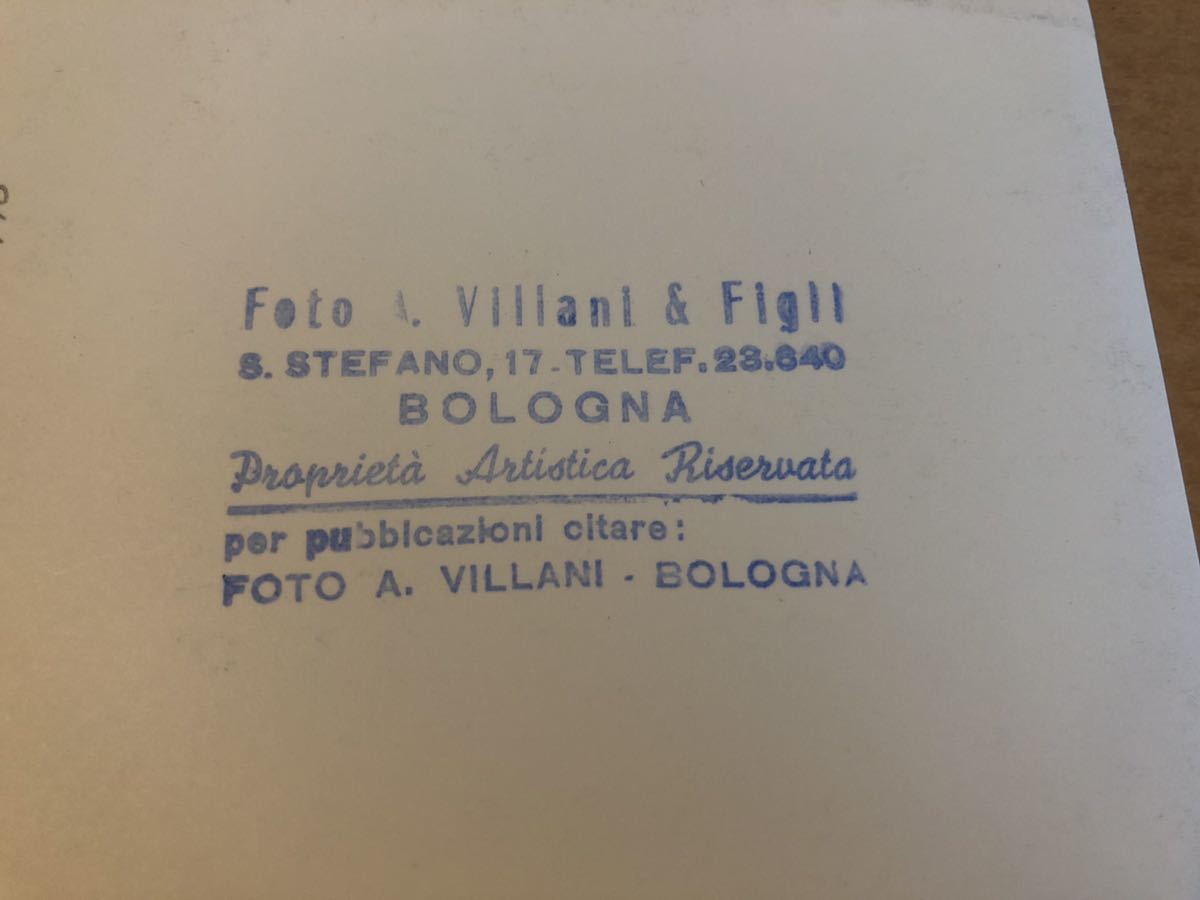 Foto A. Villani & Figli
S. STEFANO, 17 - TELEF. 23.640
BOLOGNA
Proprietà Artistica Riservata
per pubblicazioni citare:
FOTO A. VILLANI - BOLOGNA